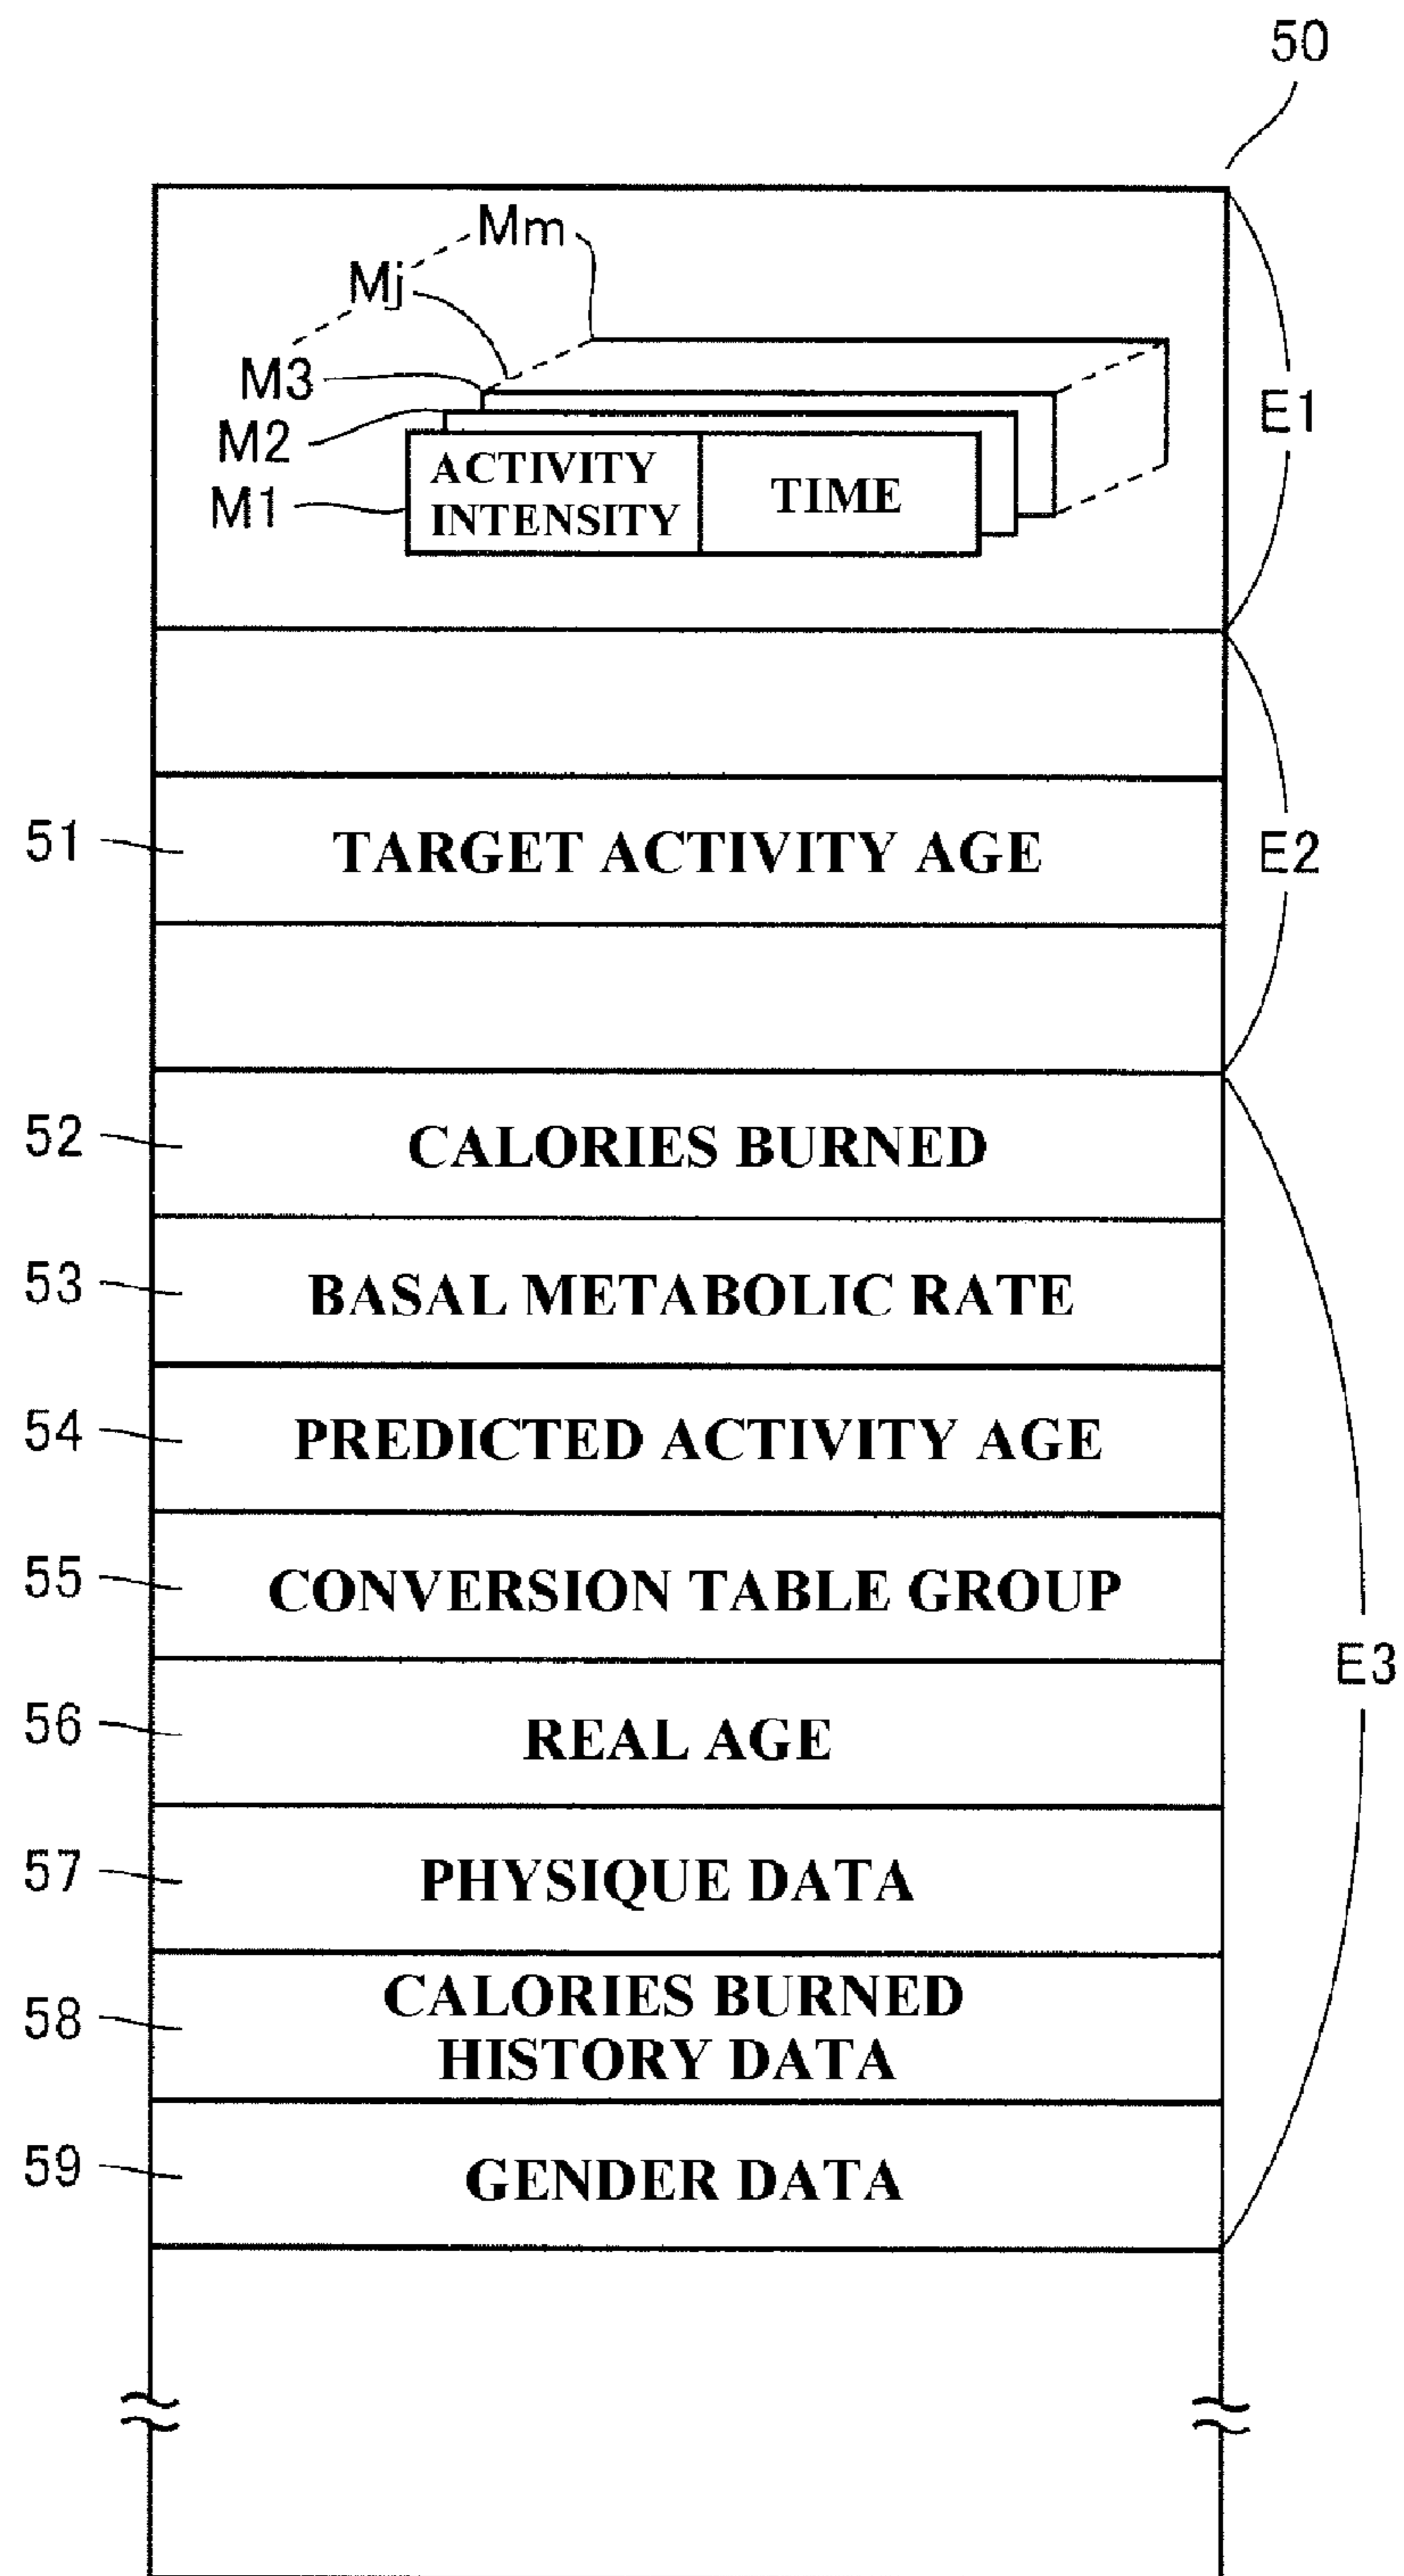 50
Mm
Mj
M3
M2
M1
ACTIVITY
INTENSITY
TIME
E1
51
TARGET ACTIVITY AGE
E2
52
CALORIES BURNED
53
BASAL METABOLIC RATE
54
PREDICTED ACTIVITY AGE
55
CONVERSION TABLE GROUP
E3
56
REAL AGE
57
PHYSIQUE DATA
58
CALORIES BURNED
HISTORY DATA
59
GENDER DATA